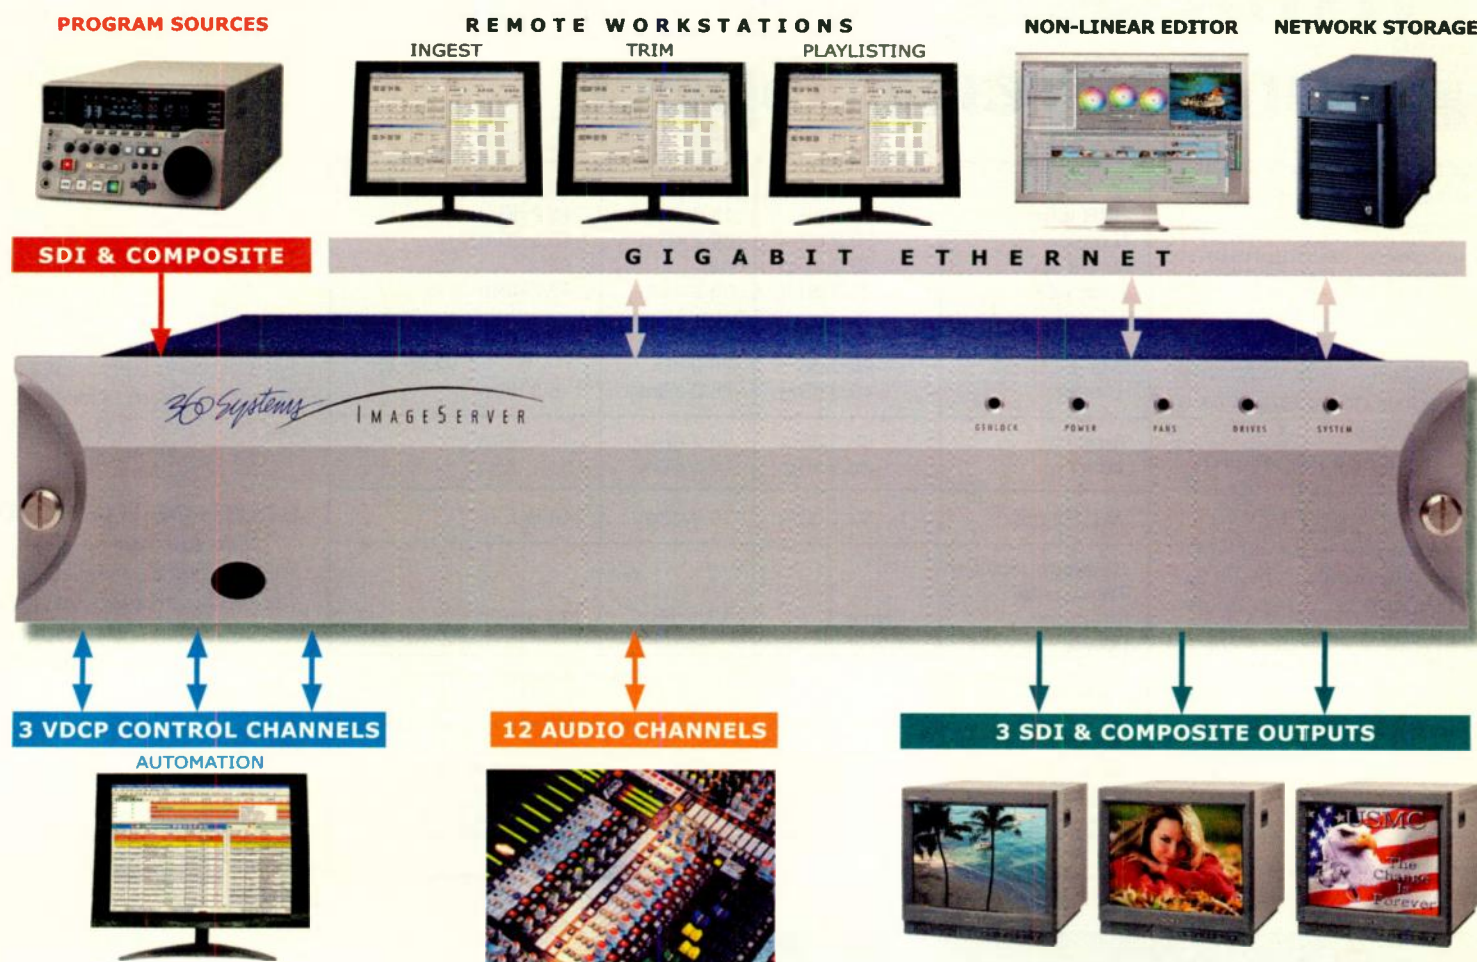 PROGRAM SOURCES
REMOTE WORKSTATIONS
NON-LINEAR EDITOR
NETWORK STORAGE
INGEST
TRIM
PLAYLISTING
SDI & COMPOSITE
GIGABIT ETHERNET
360 Systems
IMAGESERVER
GENLOCK
POWER
FANS
DRIVES
SYSTEM
3 VDCP CONTROL CHANNELS
12 AUDIO CHANNELS
3 SDI & COMPOSITE OUTPUTS
AUTOMATION
USMC
The
Change
Is
Forever